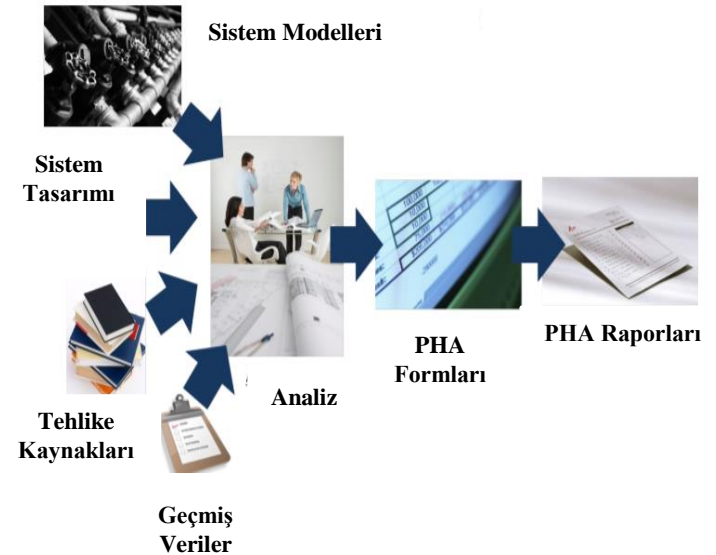 Sistem Modelleri
Sistem
Tasarımı
Tehlike
Kaynakları
Geçmiş
Veriler
Analiz
PHA
Formları
PHA Raporları